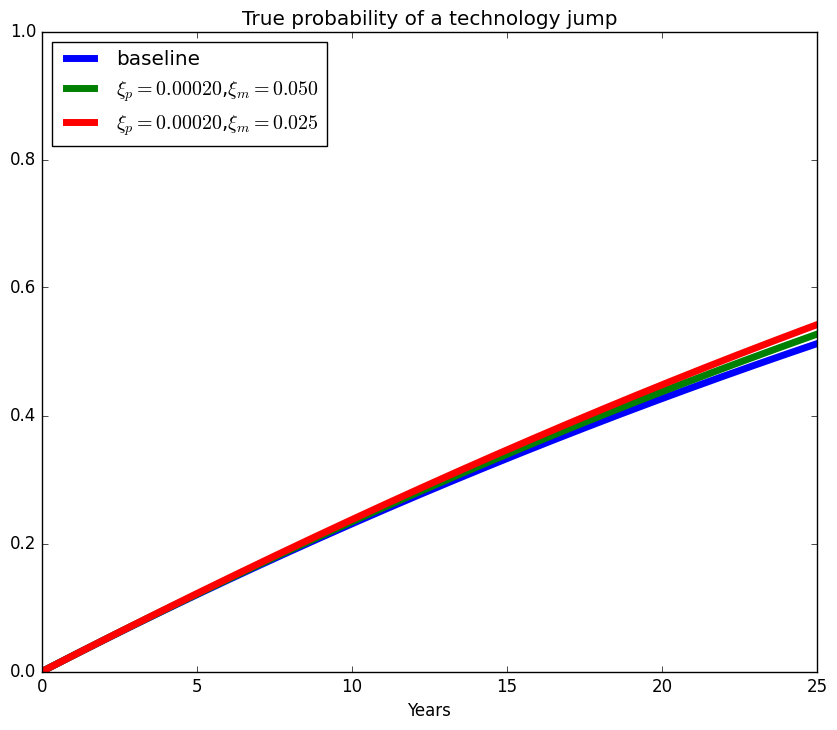 True probability of a technology jump
baseline
ξₚ = 0.00020,ξₘ = 0.050
ξₚ = 0.00020,ξₘ = 0.025
1.0
0.8
0.6
0.4
0.2
0.0
0 5 10 15 20 25
Years